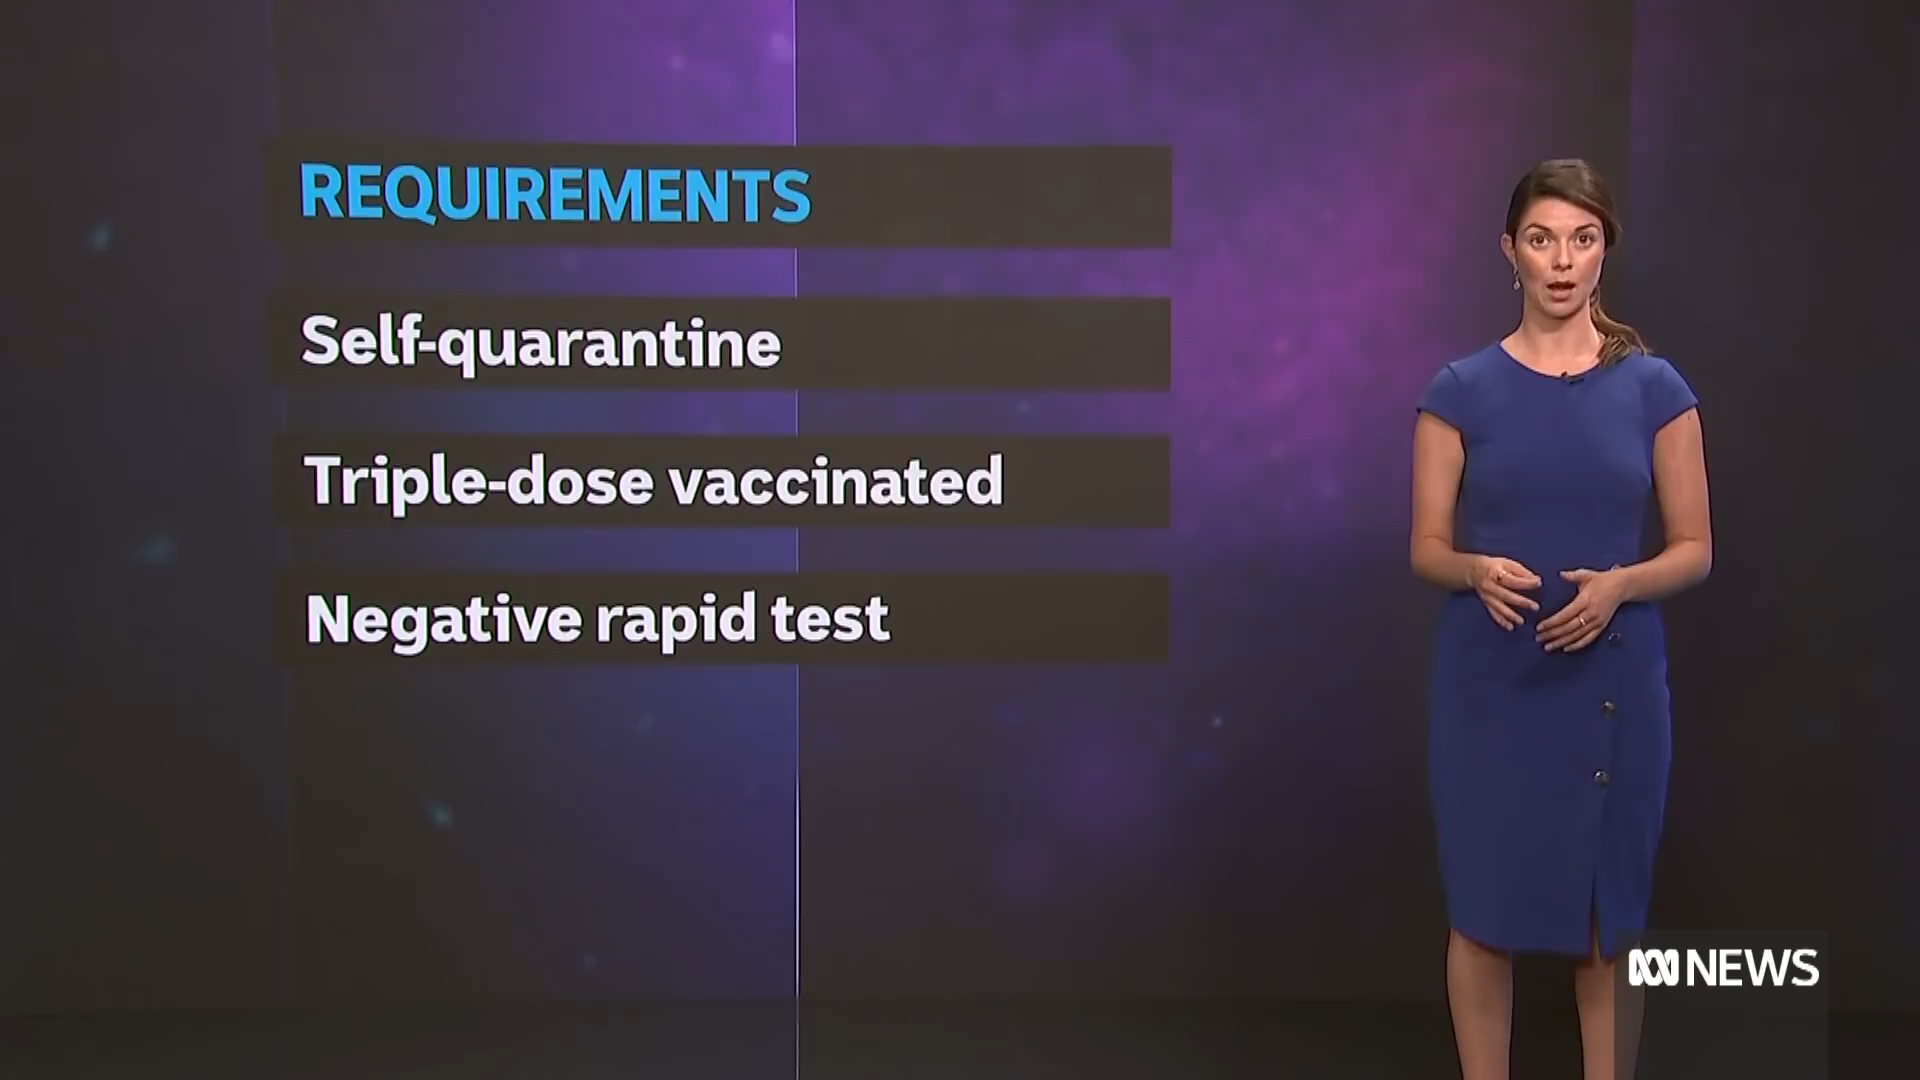 REQUIREMENTS
Self-quarantine
Triple-dose vaccinated
Negative rapid test
NEWS